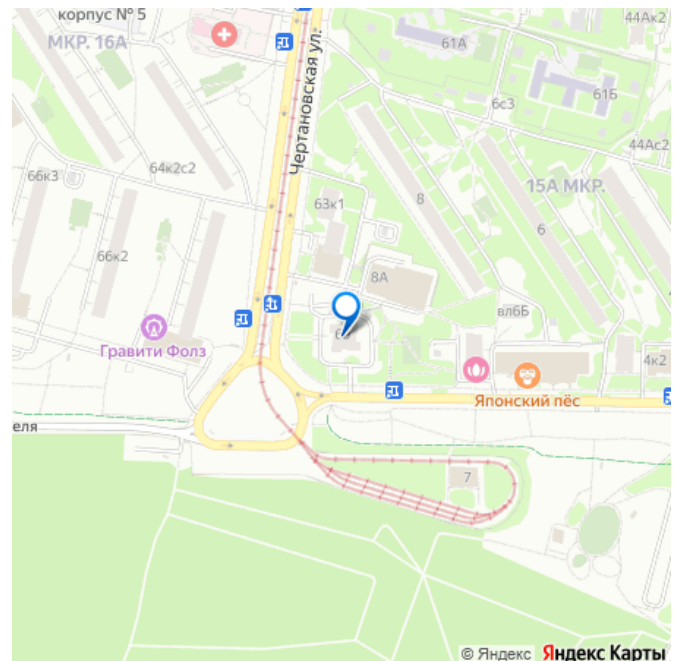 корпус № 5
МКР. 16А
44Ак2
61А
61Б
6с3
Чертановская ул.
44Ас2
64к2с2
66к3
15А МКР.
63к1
8
6
66к2
8А
вл6Б
Гравити Фолз
4к2
Японский пёс
еля
7
© Яндекс Яндекс Карты